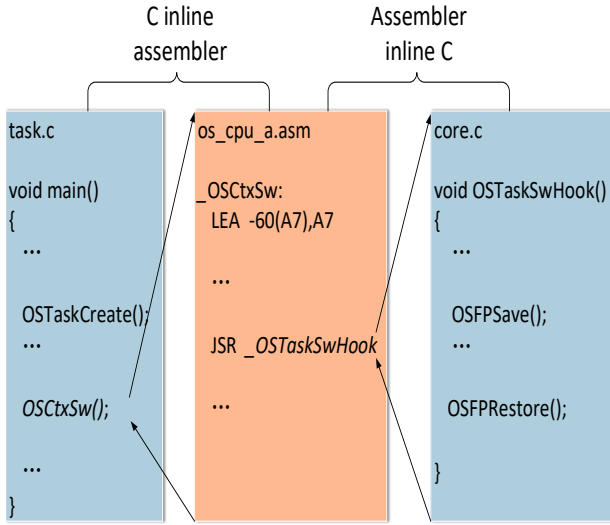 C inline
assembler
Assembler
inline C
task.c
void main()
{
...
OSTaskCreate();
...
OSCtxSw();
...
}
os_cpu_a.asm
_OSCtxSw:
LEA -60(A7),A7
...
JSR _OSTaskSwHook
...
core.c
void OSTaskSwHook()
{
...
OSFPSave();
...
OSFPRestore();
}